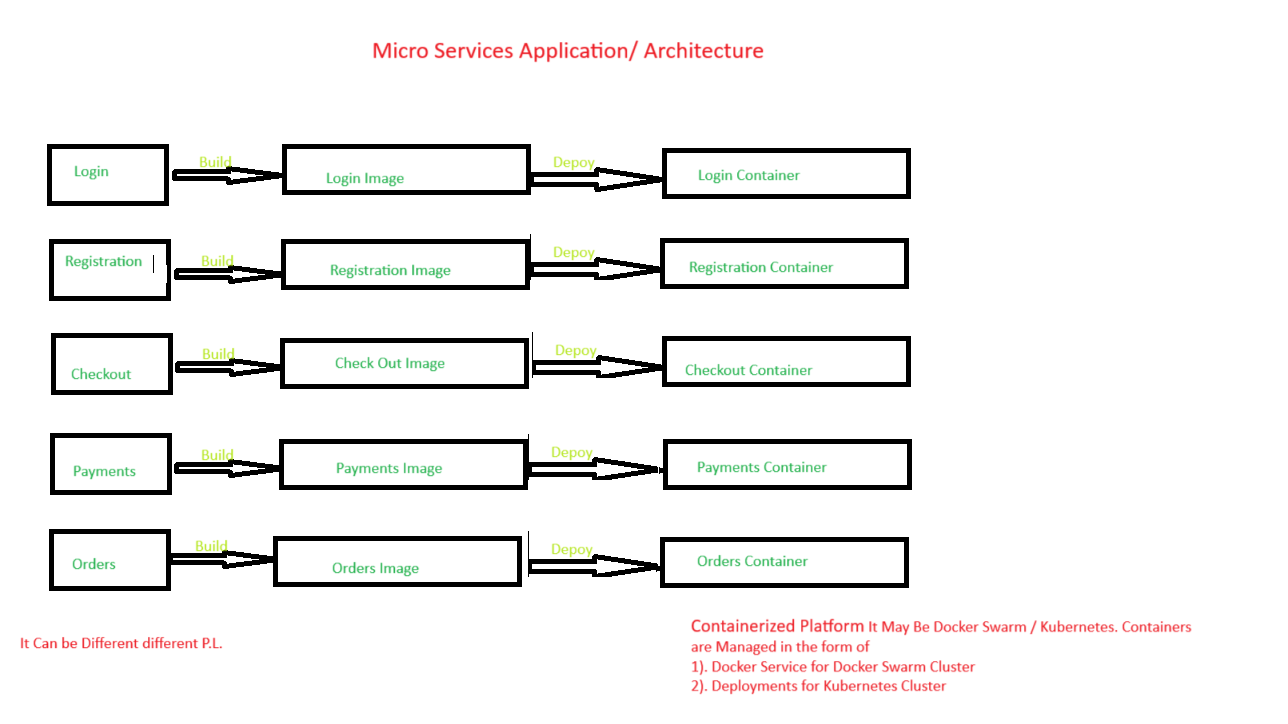 Micro Services Application/ Architecture
Login
Build
Login Image
Depoy
Login Container
Registration
Build
Registration Image
Depoy
Registration Container
Checkout
Build
Check Out Image
Depoy
Checkout Container
Payments
Build
Payments Image
Depoy
Payments Container
Orders
Build
Orders Image
Depoy
Orders Container
It Can be Different different P.L.
Containerized Platform It May Be Docker Swarm / Kubernetes. Containers
are Managed in the form of
1). Docker Service for Docker Swarm Cluster
2). Deployments for Kubernetes Cluster